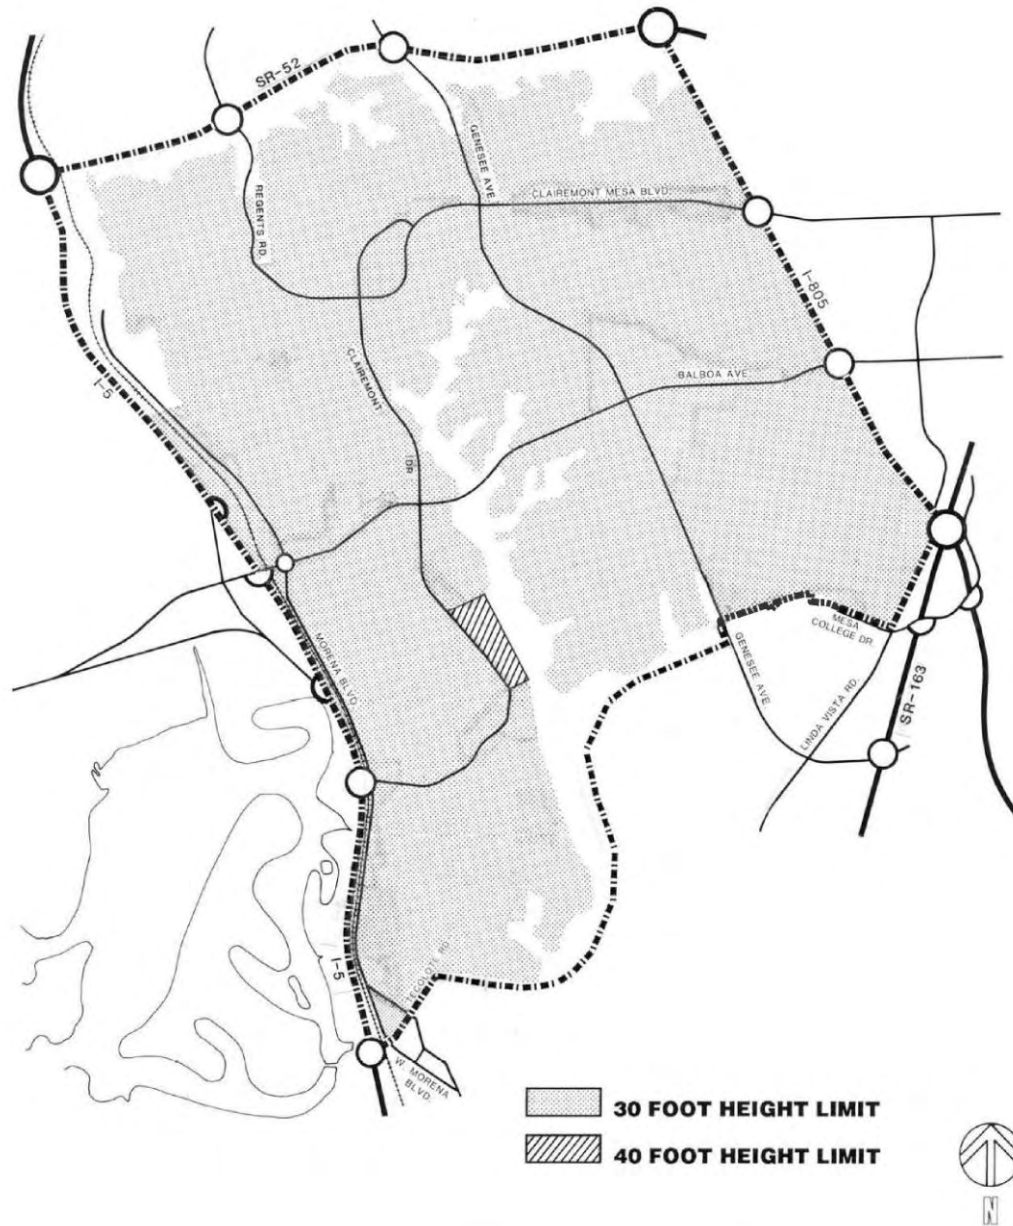 SR-52
GENESEE AVE.
REGENTS RD.
CLAIREMONT MESA BLVD.
I-805
I-5
CLAIREMONT
DR
BALBOA AVE.
MORENA BLVD.
MESA
COLLEGE DR.
GENESEE AVE.
LINDA VISTA RD.
SR-163
I-5
TECOLOTE RD
W. MORENA
BLVD.
30 FOOT HEIGHT LIMIT
40 FOOT HEIGHT LIMIT
N